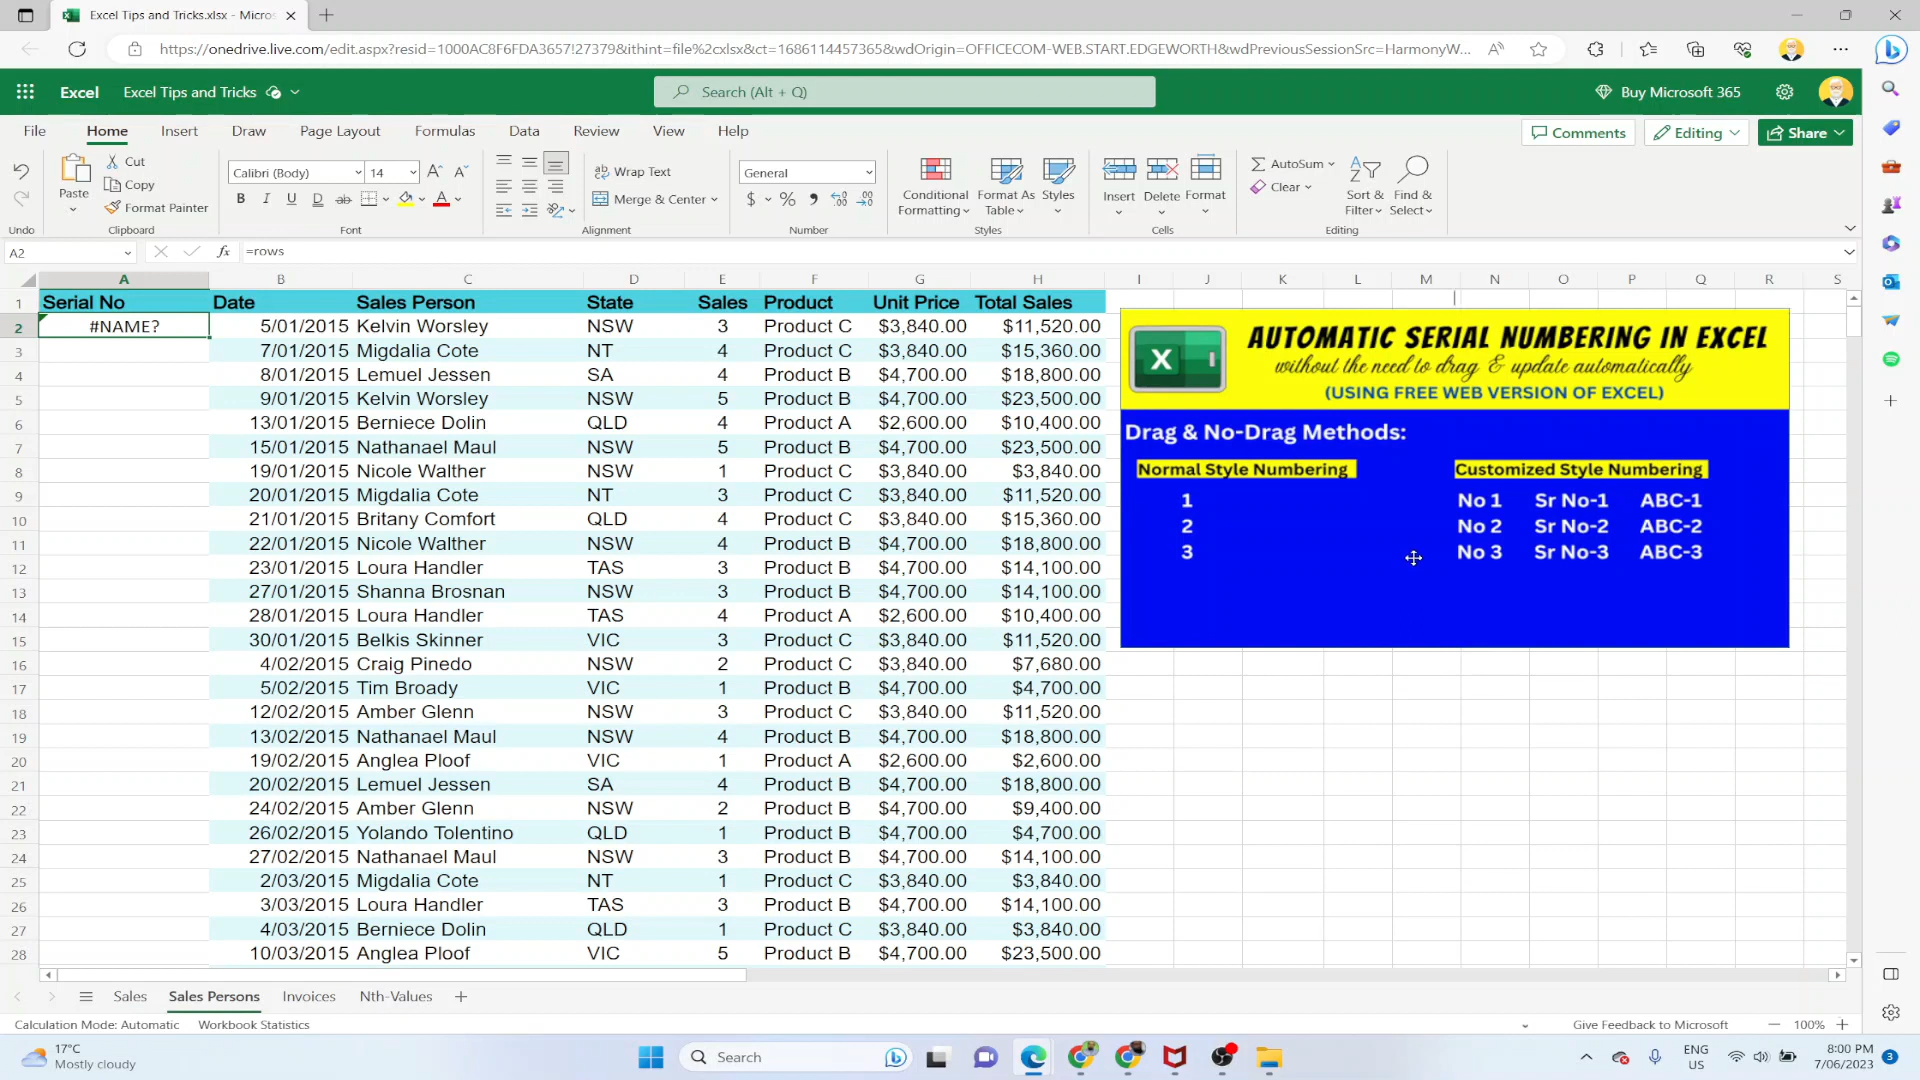 Excel Tips and Tricks.xlsx - Micros
https://onedrive.live.com/edit.aspx?resid=1000AC8F6FDA3657!27379&ithint=file%2cxlsx&ct=1686114457365&wdOrigin=OFFICECOM-WEB.START.EDGEWORTH&wdPreviousSessionSrc=HarmonyW...
Excel Excel Tips and Tricks Search (Alt + Q) Buy Microsoft 365
File Home Insert Draw Page Layout Formulas Data Review View Help Comments Editing Share
Paste Cut Copy Format Painter
Calibri (Body) 14
B I U D ab A
Wrap Text
Merge & Center
General
$ %
Conditional Formatting Format As Table Styles
Insert Delete Format
AutoSum Clear Sort & Filter Find & Select
Undo Clipboard Font Alignment Number Styles Cells Editing
A2 fx =rows
A B C D E F G H I J K L M N O P Q R S
1 Serial No Date Sales Person State Sales Product Unit Price Total Sales
2 #NAME? 5/01/2015 Kelvin Worsley NSW 3 Product C $3,840.00 $11,520.00
3 7/01/2015 Migdalia Cote NT 4 Product C $3,840.00 $15,360.00
4 8/01/2015 Lemuel Jessen SA 4 Product B $4,700.00 $18,800.00
5 9/01/2015 Kelvin Worsley NSW 5 Product B $4,700.00 $23,500.00
6 13/01/2015 Berniece Dolin QLD 4 Product A $2,600.00 $10,400.00
7 15/01/2015 Nathanael Maul NSW 5 Product B $4,700.00 $23,500.00
8 19/01/2015 Nicole Walther NSW 1 Product C $3,840.00 $3,840.00
9 20/01/2015 Migdalia Cote NT 3 Product C $3,840.00 $11,520.00
10 21/01/2015 Britany Comfort QLD 4 Product C $3,840.00 $15,360.00
11 22/01/2015 Nicole Walther NSW 4 Product B $4,700.00 $18,800.00
12 23/01/2015 Loura Handler TAS 3 Product B $4,700.00 $14,100.00
13 27/01/2015 Shanna Brosnan NSW 3 Product B $4,700.00 $14,100.00
14 28/01/2015 Loura Handler TAS 4 Product A $2,600.00 $10,400.00
15 30/01/2015 Belkis Skinner VIC 3 Product C $3,840.00 $11,520.00
16 4/02/2015 Craig Pinedo NSW 2 Product C $3,840.00 $7,680.00
17 5/02/2015 Tim Broady VIC 1 Product B $4,700.00 $4,700.00
18 12/02/2015 Amber Glenn NSW 3 Product C $3,840.00 $11,520.00
19 13/02/2015 Nathanael Maul NSW 4 Product B $4,700.00 $18,800.00
20 19/02/2015 Anglea Ploof VIC 1 Product A $2,600.00 $2,600.00
21 20/02/2015 Lemuel Jessen SA 4 Product B $4,700.00 $18,800.00
22 24/02/2015 Amber Glenn NSW 2 Product B $4,700.00 $9,400.00
23 26/02/2015 Yolando Tolentino QLD 1 Product B $4,700.00 $4,700.00
24 27/02/2015 Nathanael Maul NSW 3 Product B $4,700.00 $14,100.00
25 2/03/2015 Migdalia Cote NT 1 Product C $3,840.00 $3,840.00
26 3/03/2015 Loura Handler TAS 3 Product B $4,700.00 $14,100.00
27 4/03/2015 Berniece Dolin QLD 1 Product C $3,840.00 $3,840.00
28 10/03/2015 Anglea Ploof VIC 5 Product B $4,700.00 $23,500.00
X
AUTOMATIC SERIAL NUMBERING IN EXCEL
without the need to drag & update automatically
(USING FREE WEB VERSION OF EXCEL)
Drag & No-Drag Methods:
Normal Style Numbering Customized Style Numbering
1 No 1 Sr No-1 ABC-1
2 No 2 Sr No-2 ABC-2
3 No 3 Sr No-3 ABC-3
Sales Sales Persons Invoices Nth-Values
Calculation Mode: Automatic Workbook Statistics Give Feedback to Microsoft 100%
17°C
Mostly cloudy
Search
ENG
US
8:00 PM
7/06/2023
3